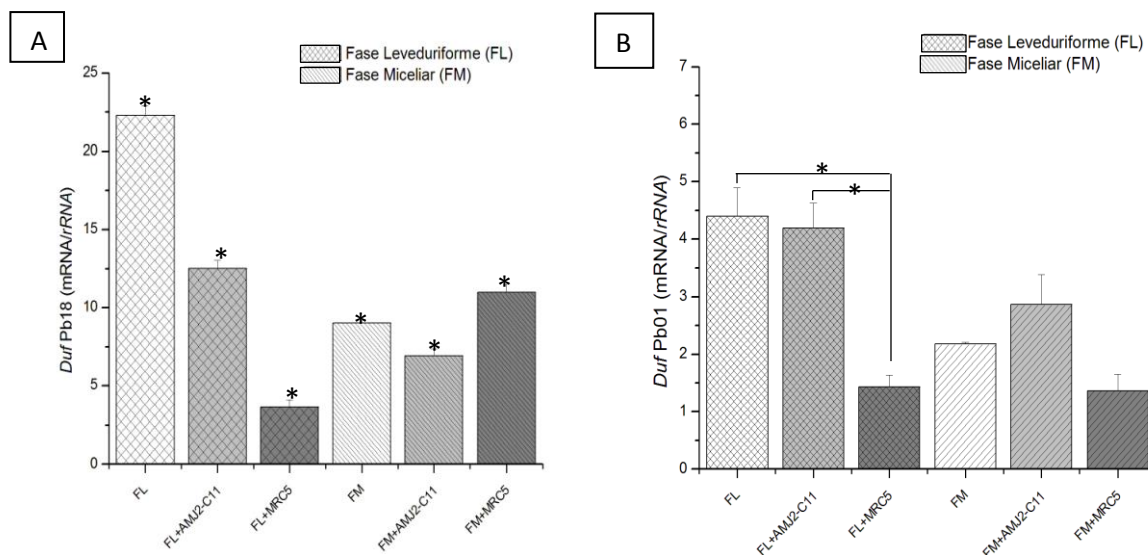 A
Fase Leveduriforme (FL)
Fase Miceliar (FM)
25
20
15
10
5
0
Duf Pb18 (mRNA/rRNA)
*
*
*
*
*
*
FL
FL+AMJ2-C11
FL+MRC5
FM
FM+AMJ2-C11
FM+MRC5
B
Fase Leveduriforme (FL)
Fase Miceliar (FM)
7
6
5
4
3
2
1
0
Duf Pb01 (mRNA/rRNA)
*
*
FL
FL+AMJ2-C11
FL+MRC5
FM
FM+AMJ2-C11
FM+MRC5